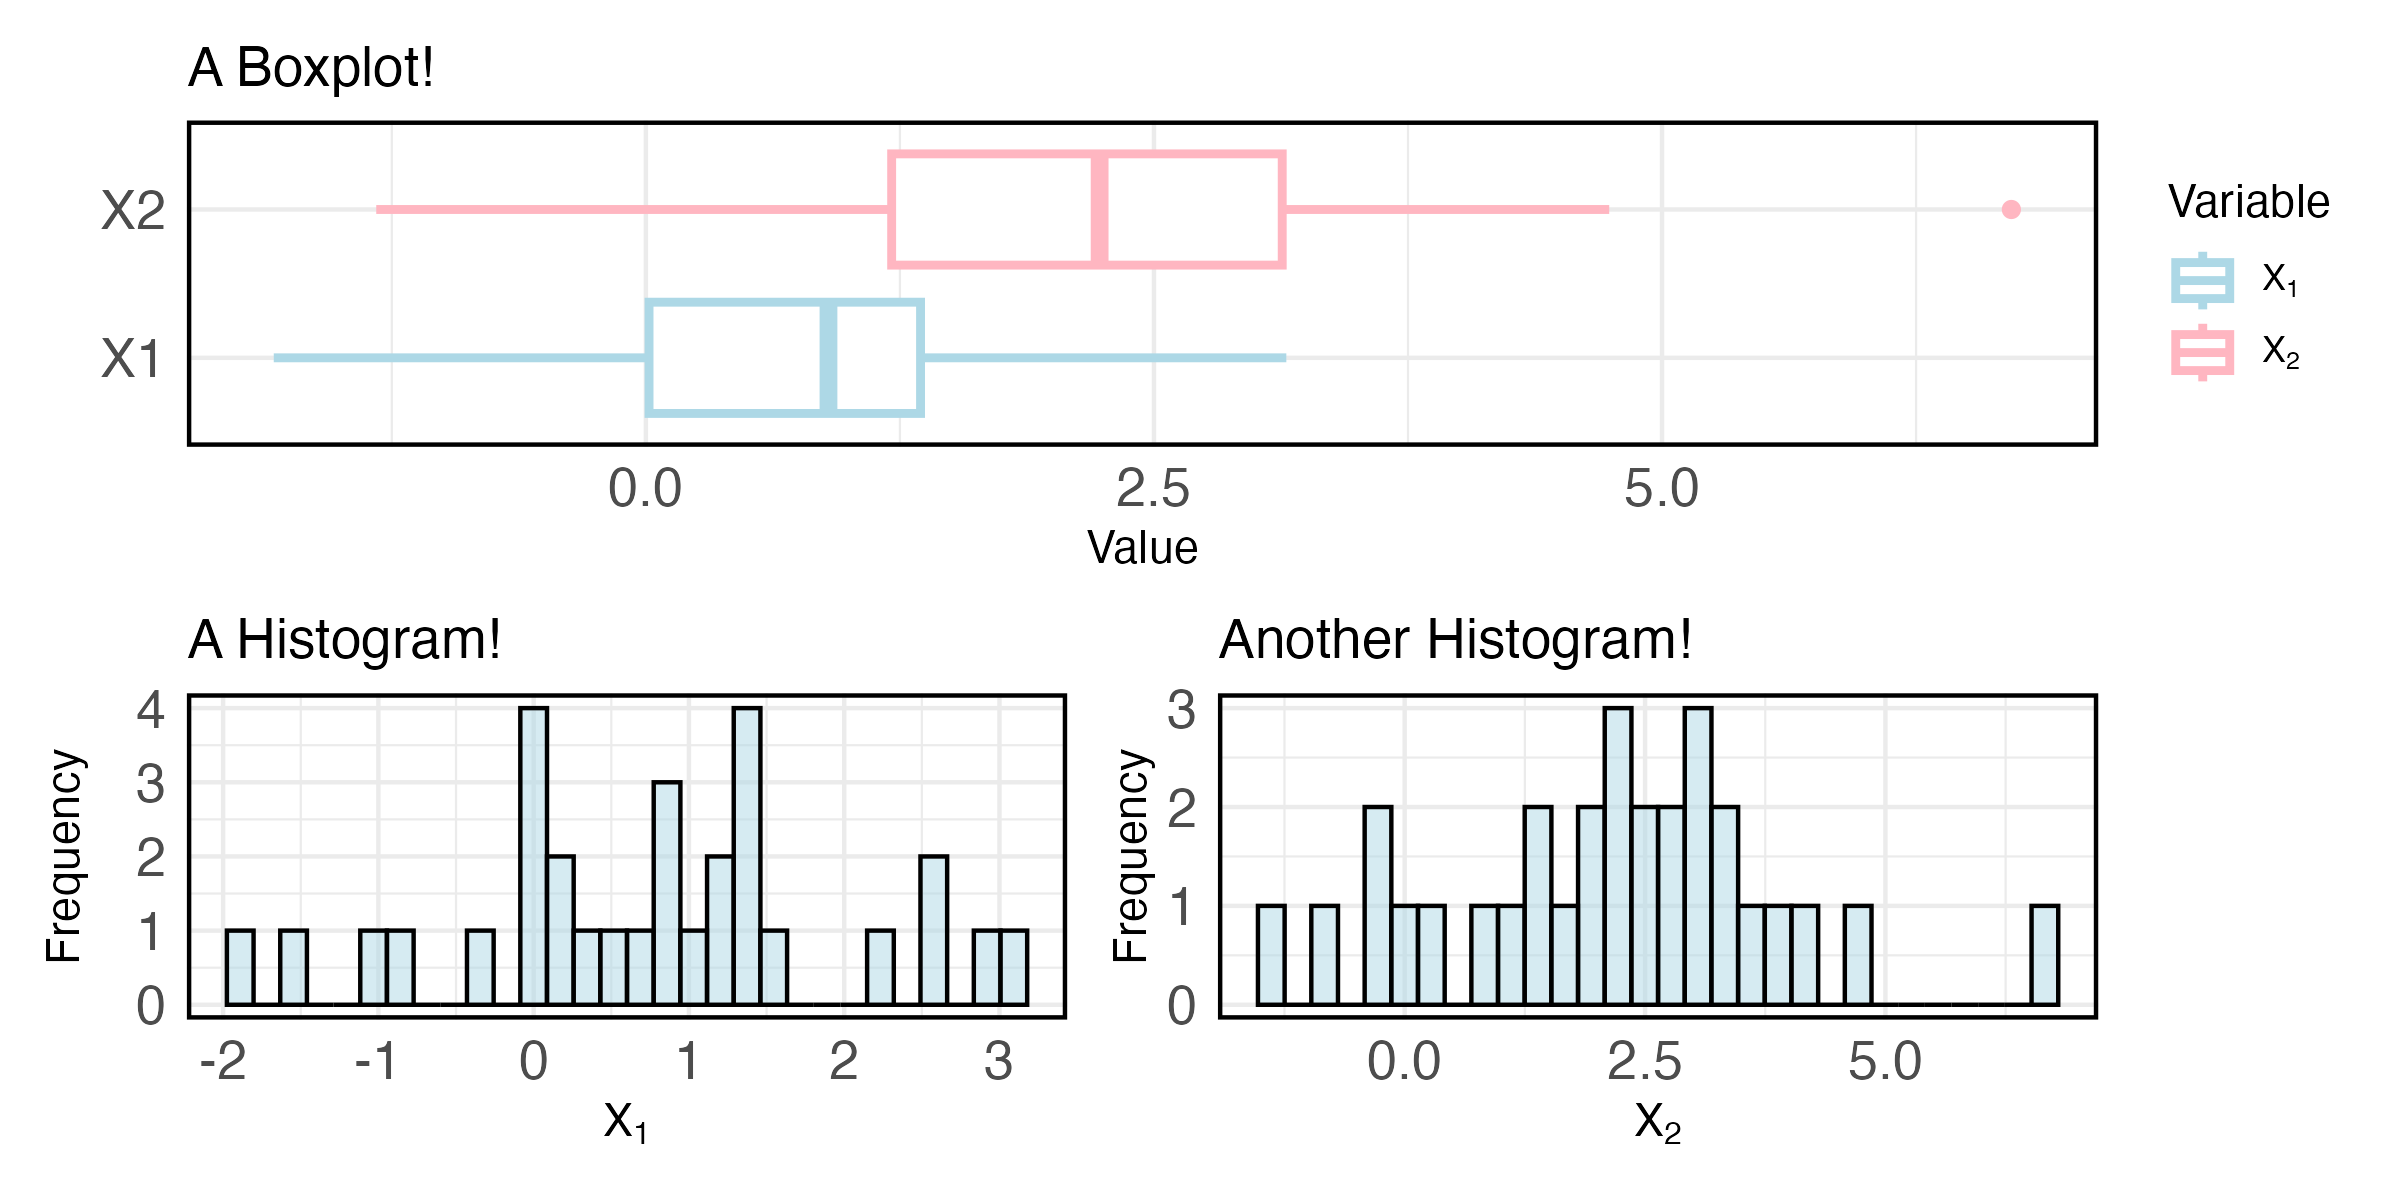 A Boxplot!
X2
X1
0.0 2.5 5.0
Value
Variable
X₁
X₂
A Histogram!
Frequency
4
3
2
1
0
-2 -1 0 1 2 3
X₁
Another Histogram!
Frequency
3
2
1
0
0.0 2.5 5.0
X₂